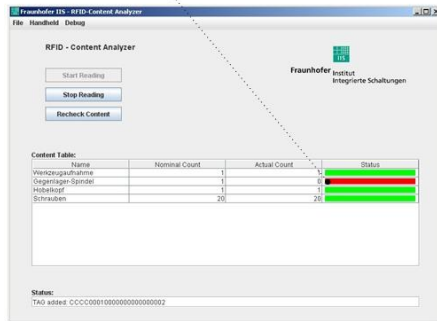 Fraunhofer IIS - RFID-Content Analyzer
File Handheld Debug
RFID - Content Analyzer
IIS
Fraunhofer Institut
Integrierte Schaltungen
Start Reading
Stop Reading
Recheck Content
Content Table:
Name Nominal Count Actual Count Status
Werkzeugaufnahme 1 1
Gegenlager-Spindel 1 0
Hobelkopf 1 1
Schrauben 20 20
Status:
TAG added: CCCC00010000000000000002